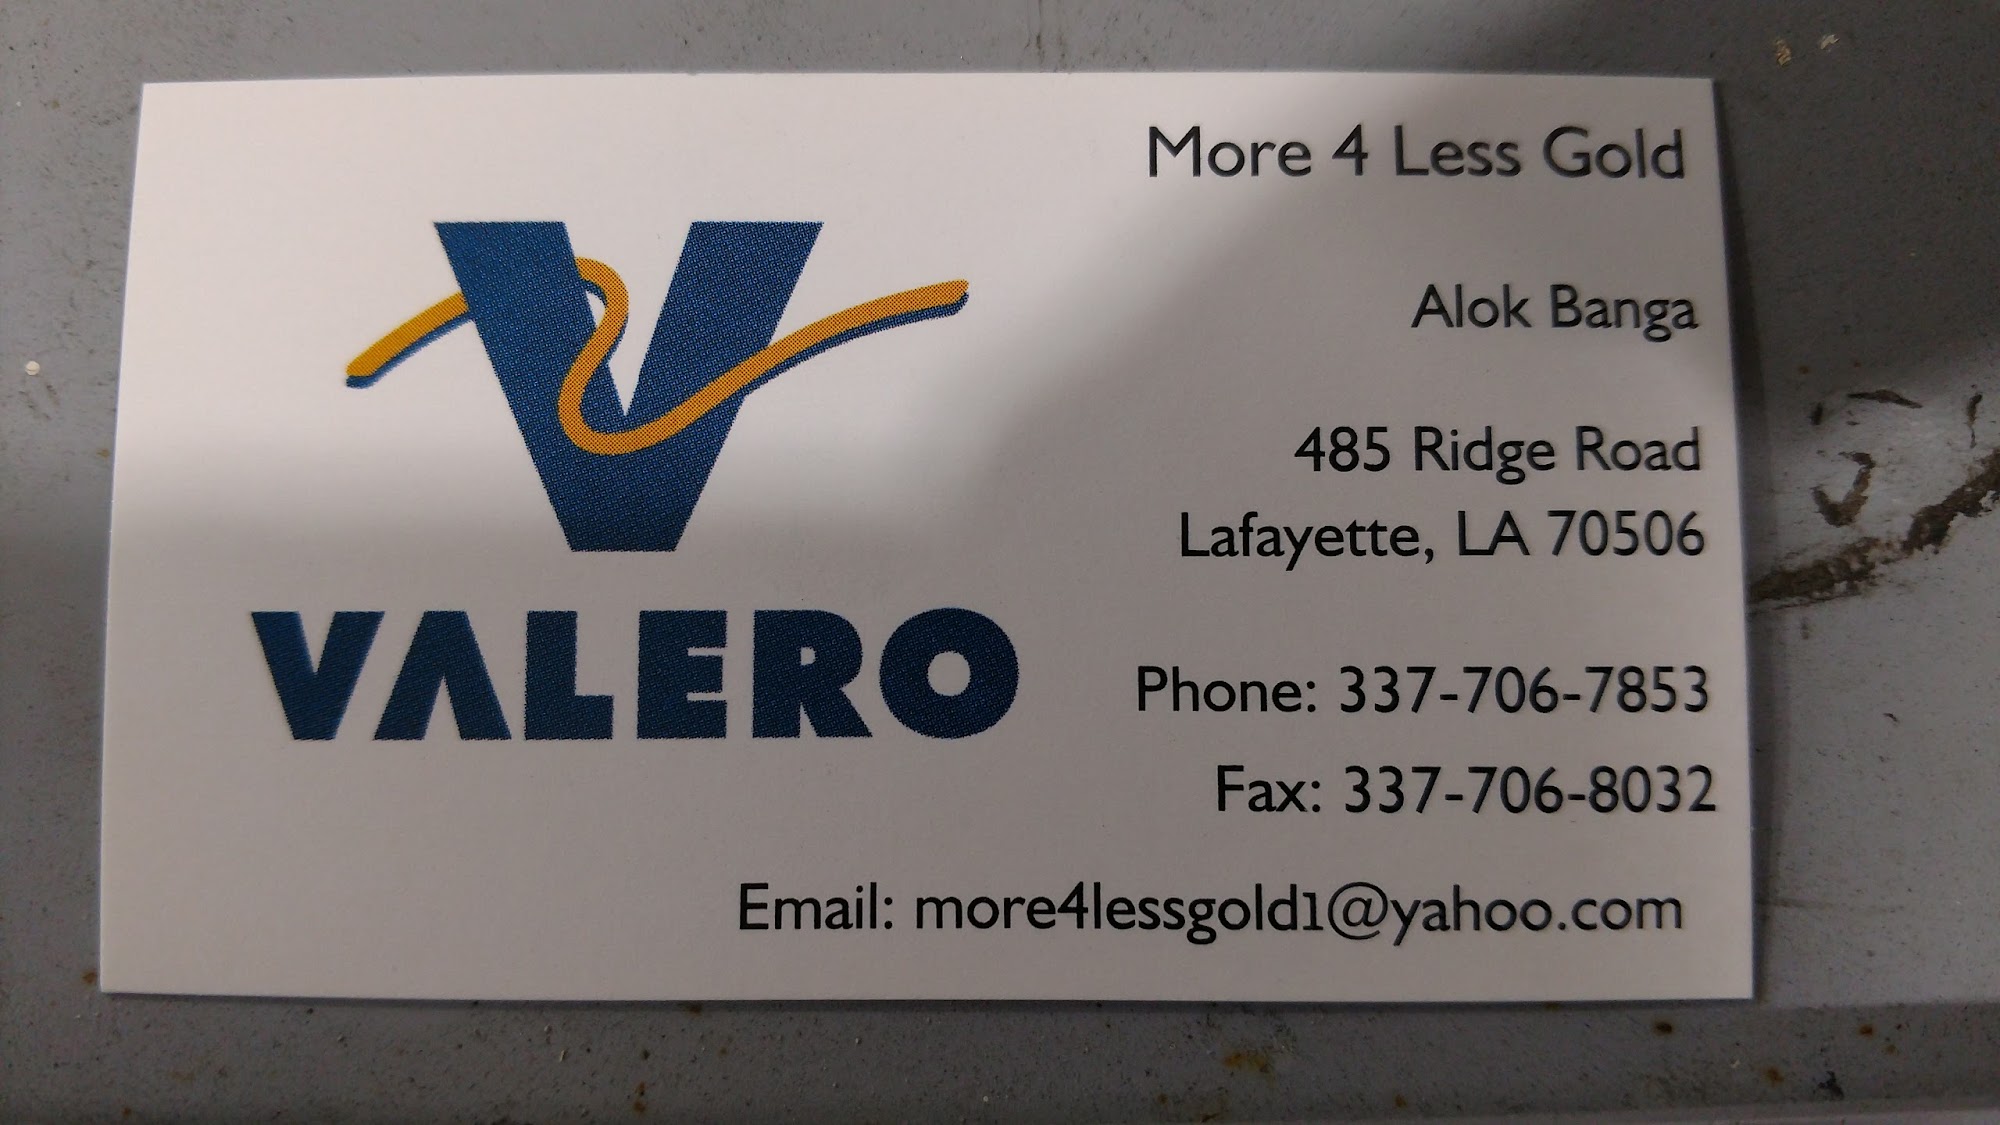 More 4 Less Gold
Alok Banga
485 Ridge Road
Lafayette, LA 70506
VALERO
Phone: 337-706-7853
Fax: 337-706-8032
Email: more4lessgold1@yahoo.com